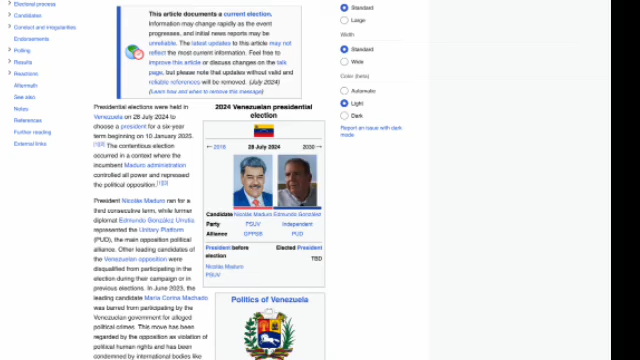 Electoral process
Candidates
Conduct and irregularities
Endorsements
Polling
Results
Reactions
Aftermath
See also
Notes
References
Further reading
External links
This article documents a current election.
Information may change rapidly as the event
progresses, and initial news reports may be
unreliable. The latest updates to this article may not
reflect the most current information. Feel free to
improve this article or discuss changes on the talk
page, but please note that updates without valid and
reliable references will be removed. (July 2024)
(Learn how and when to remove this message)
Presidential elections were held in
Venezuela on 28 July 2024 to
choose a president for a six-year
term beginning on 10 January 2025.
The contentious election
occurred in a context where the
incumbent Maduro administration
controlled all power and repressed
the political opposition.
President Nicolás Maduro ran for a
third consecutive term, while former
diplomat Edmundo González Urrutia
represented the Unitary Platform
(PUD), the main opposition political
alliance. Other leading candidates of
the Venezuelan opposition were
disqualified from participating in the
election during their campaign or in
previous elections. In June 2023, the
leading candidate María Corina Machado
was barred from participating by the
Venezuelan government for alleged
political crimes. This move has been
regarded by the opposition as violation of
political human rights and has been
condemned by international bodies like
2024 Venezuelan presidential
election
← 2018 28 July 2024 2030 →
Candidate Nicolás Maduro Edmundo González
Party PSUV Independent
Alliance GPPSB PUD
President before
election
Nicolás Maduro
PSUV
Elected President
TBD
Politics of Venezuela
Standard
Large
Width
Standard
Wide
Color (beta)
Automatic
Light
Dark
Report an issue with dark
mode